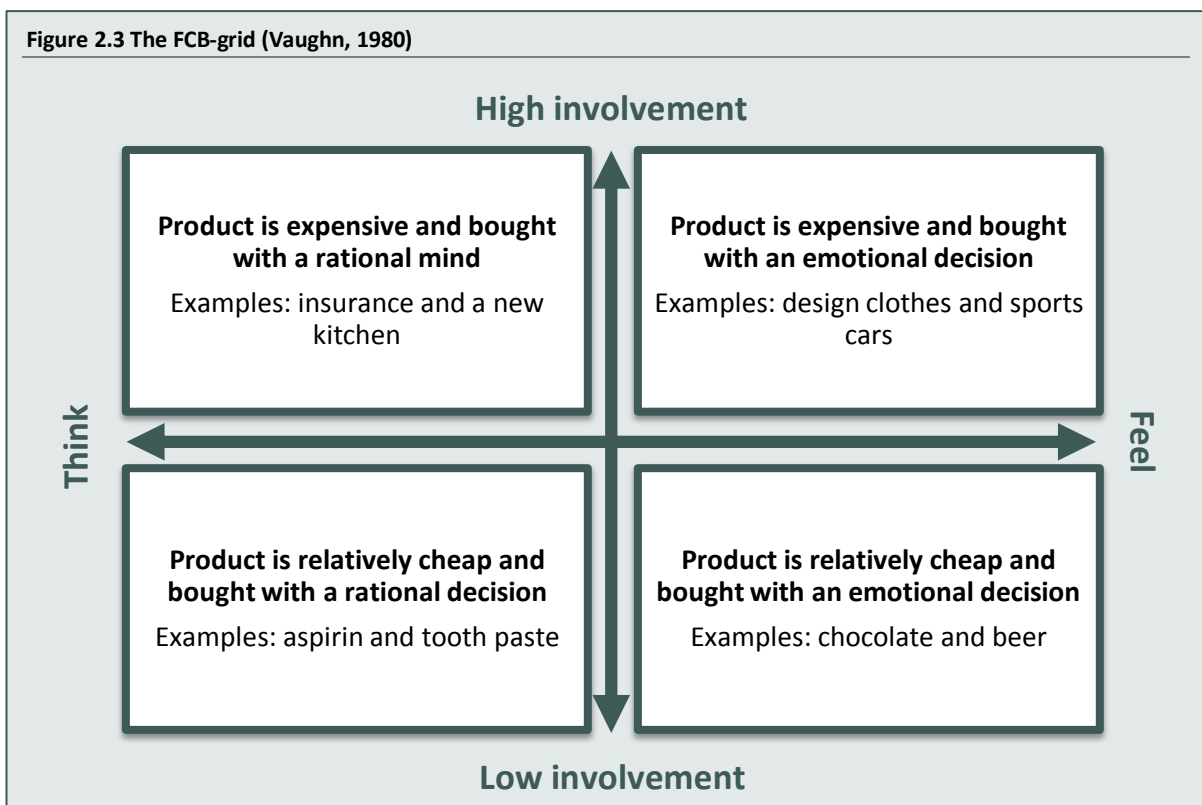 Figure 2.3 The FCB-grid (Vaughn, 1980)
High involvement
Product is expensive and bought
with a rational mind
Examples: insurance and a new
kitchen
Product is expensive and bought
with an emotional decision
Examples: design clothes and sports
cars
Think
Feel
Product is relatively cheap and
bought with a rational decision
Examples: aspirin and tooth paste
Product is relatively cheap and
bought with an emotional decision
Examples: chocolate and beer
Low involvement